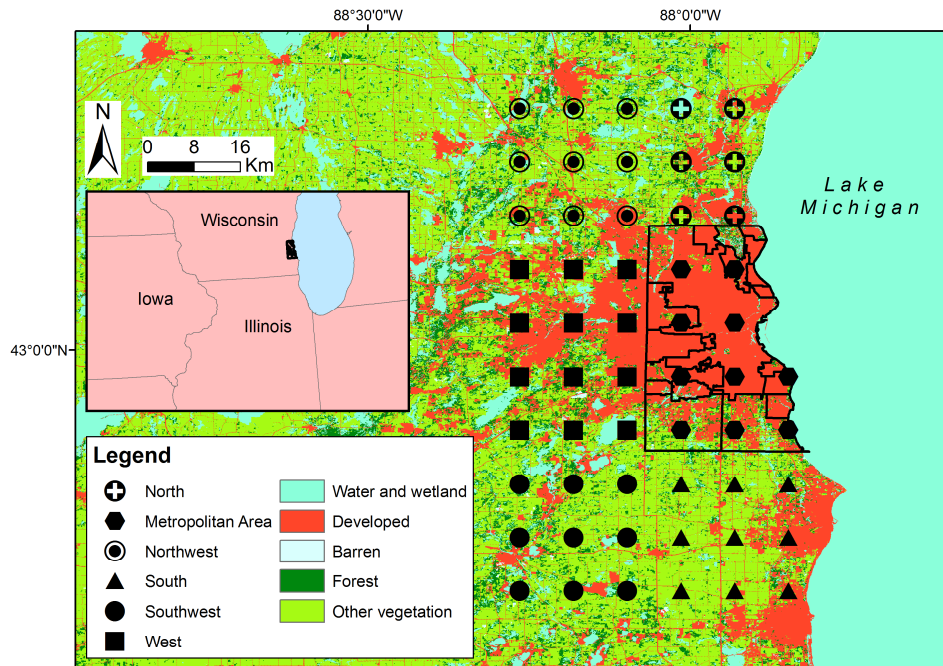 88°30'0"W 88°0'0"W
N
0 8 16
Km
Lake
Michigan
Wisconsin
Iowa
Illinois
43°0'0"N
Legend
North
Metropolitan Area
Northwest
South
Southwest
West
Water and wetland
Developed
Barren
Forest
Other vegetation